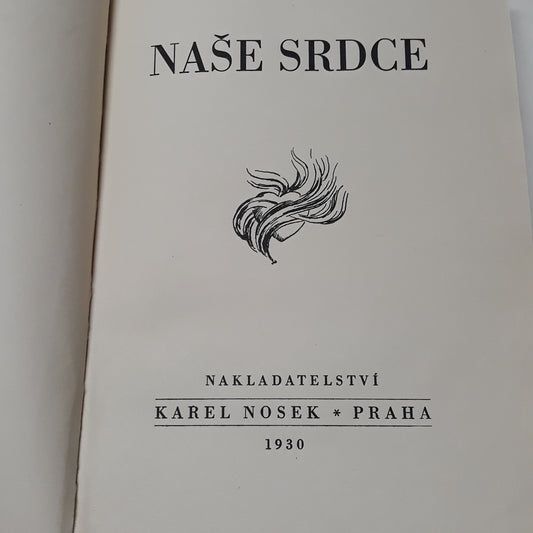 NAŠE SRDCE
NAKLADATELSTVÍ
KAREL NOSEK * PRAHA
1930